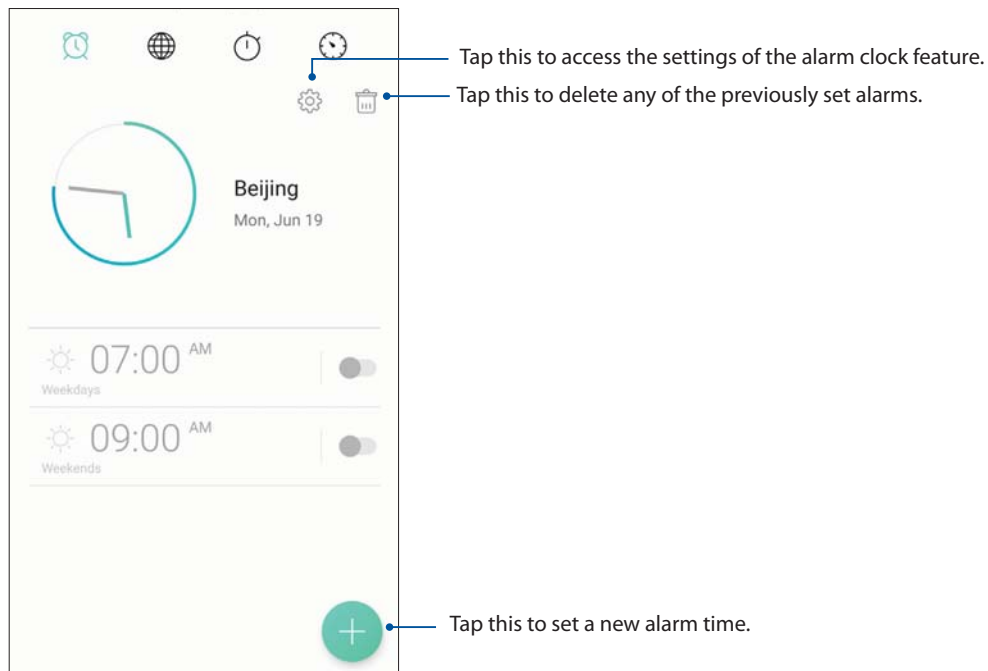 Tap this to access the settings of the alarm clock feature.
Tap this to delete any of the previously set alarms.
Beijing
Mon, Jun 19
07:00 AM
Weekdays
09:00 AM
Weekends
Tap this to set a new alarm time.